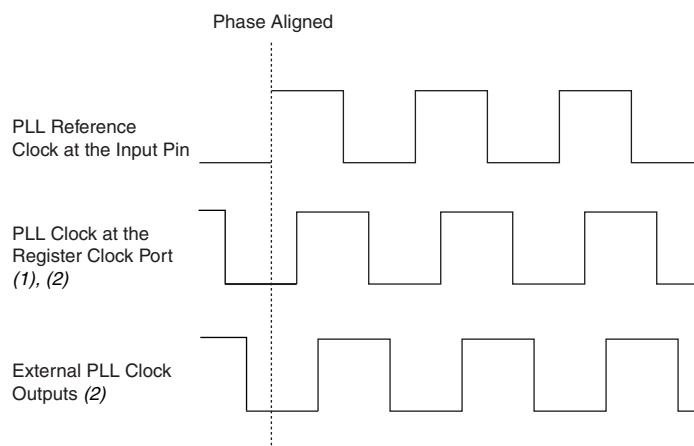 Phase Aligned
PLL Reference
Clock at the Input Pin
PLL Clock at the
Register Clock Port
(1), (2)
External PLL Clock
Outputs (2)